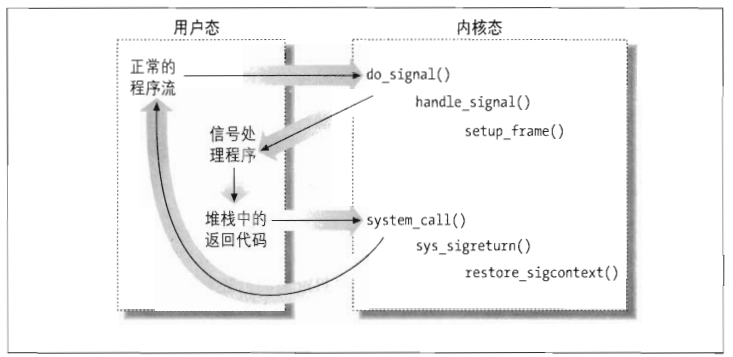 用户态
内核态
正常的
程序流
do_signal()
handle_signal()
setup_frame()
信号处
理程序
堆栈中的
返回代码
system_call()
sys_sigreturn()
restore_sigcontext()